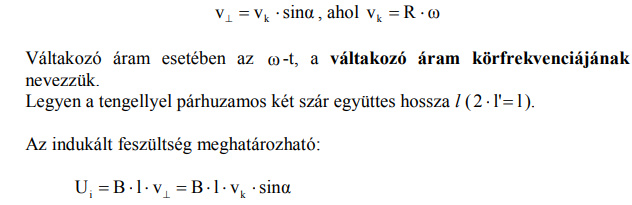 v⊥ = vk · sinα , ahol vk = R · ω
Váltakozó áram esetében az ω-t, a váltakozó áram körfrekvenciájának
nevezzük.
Legyen a tengellyel párhuzamos két szár együttes hossza l ( 2 · l'= l ).
Az indukált feszültség meghatározható:
Ui = B · l · v⊥ = B · l · vk · sinα